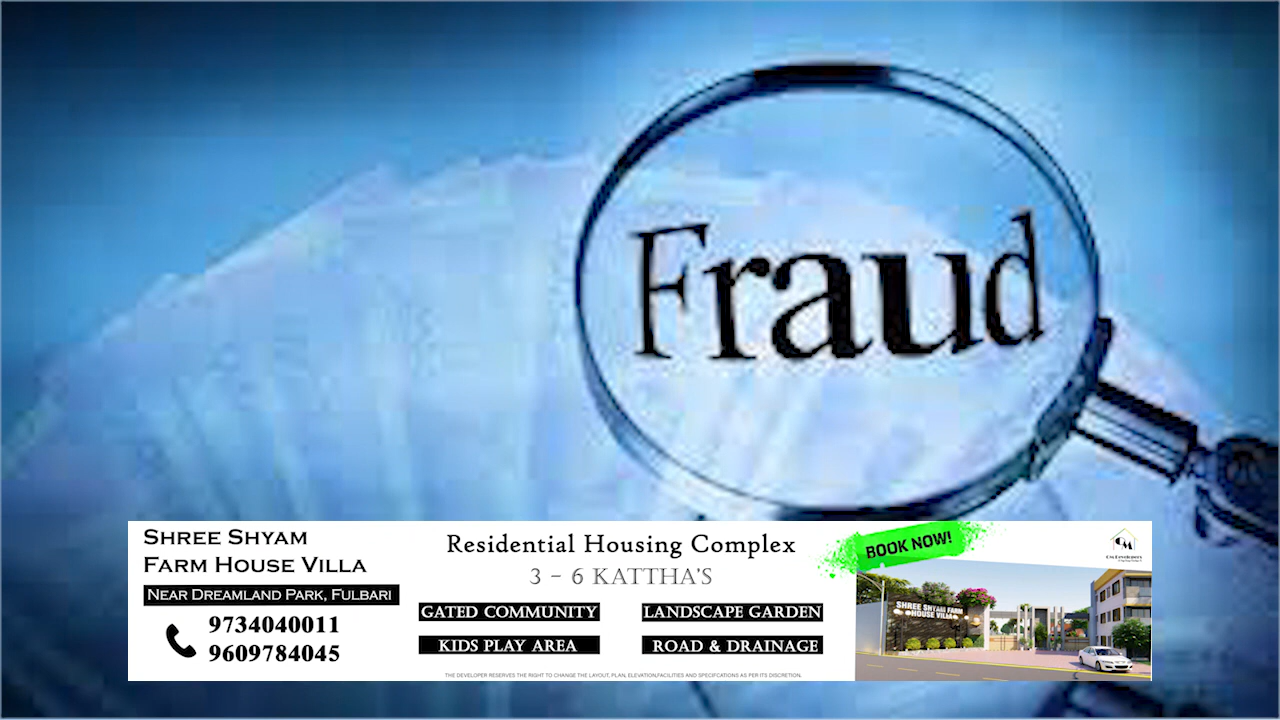 Fraud
SHREE SHYAM
FARM HOUSE VILLA
NEAR DREAMLAND PARK, FULBARI
9734040011
9609784045
Residential Housing Complex
3 – 6 KATTHA'S
GATED COMMUNITY
LANDSCAPE GARDEN
KIDS PLAY AREA
ROAD & DRAINAGE
THE DEVELOPER RESERVES THE RIGHT TO CHANGE THE LAYOUT, PLAN, ELEVATION,FACILITIES AND SPECIFCATIONS AS PER ITS DISCRETION.
BOOK NOW!
SHREE SHYAM FARM
HOUSE VILLA